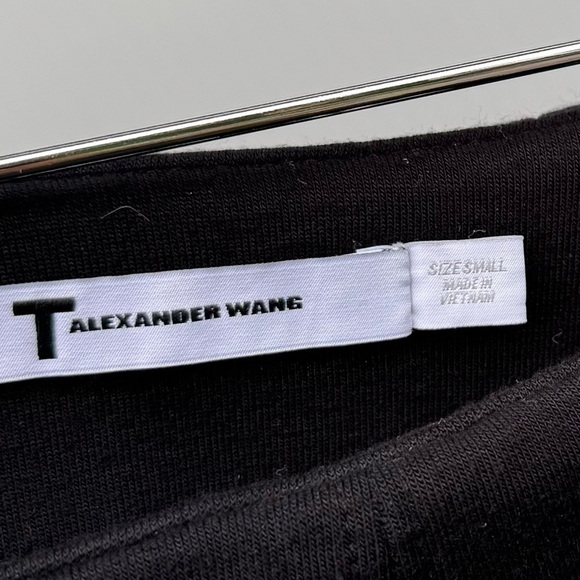 T ALEXANDER WANG
SIZE SMALL
MADE IN
VIETNAM